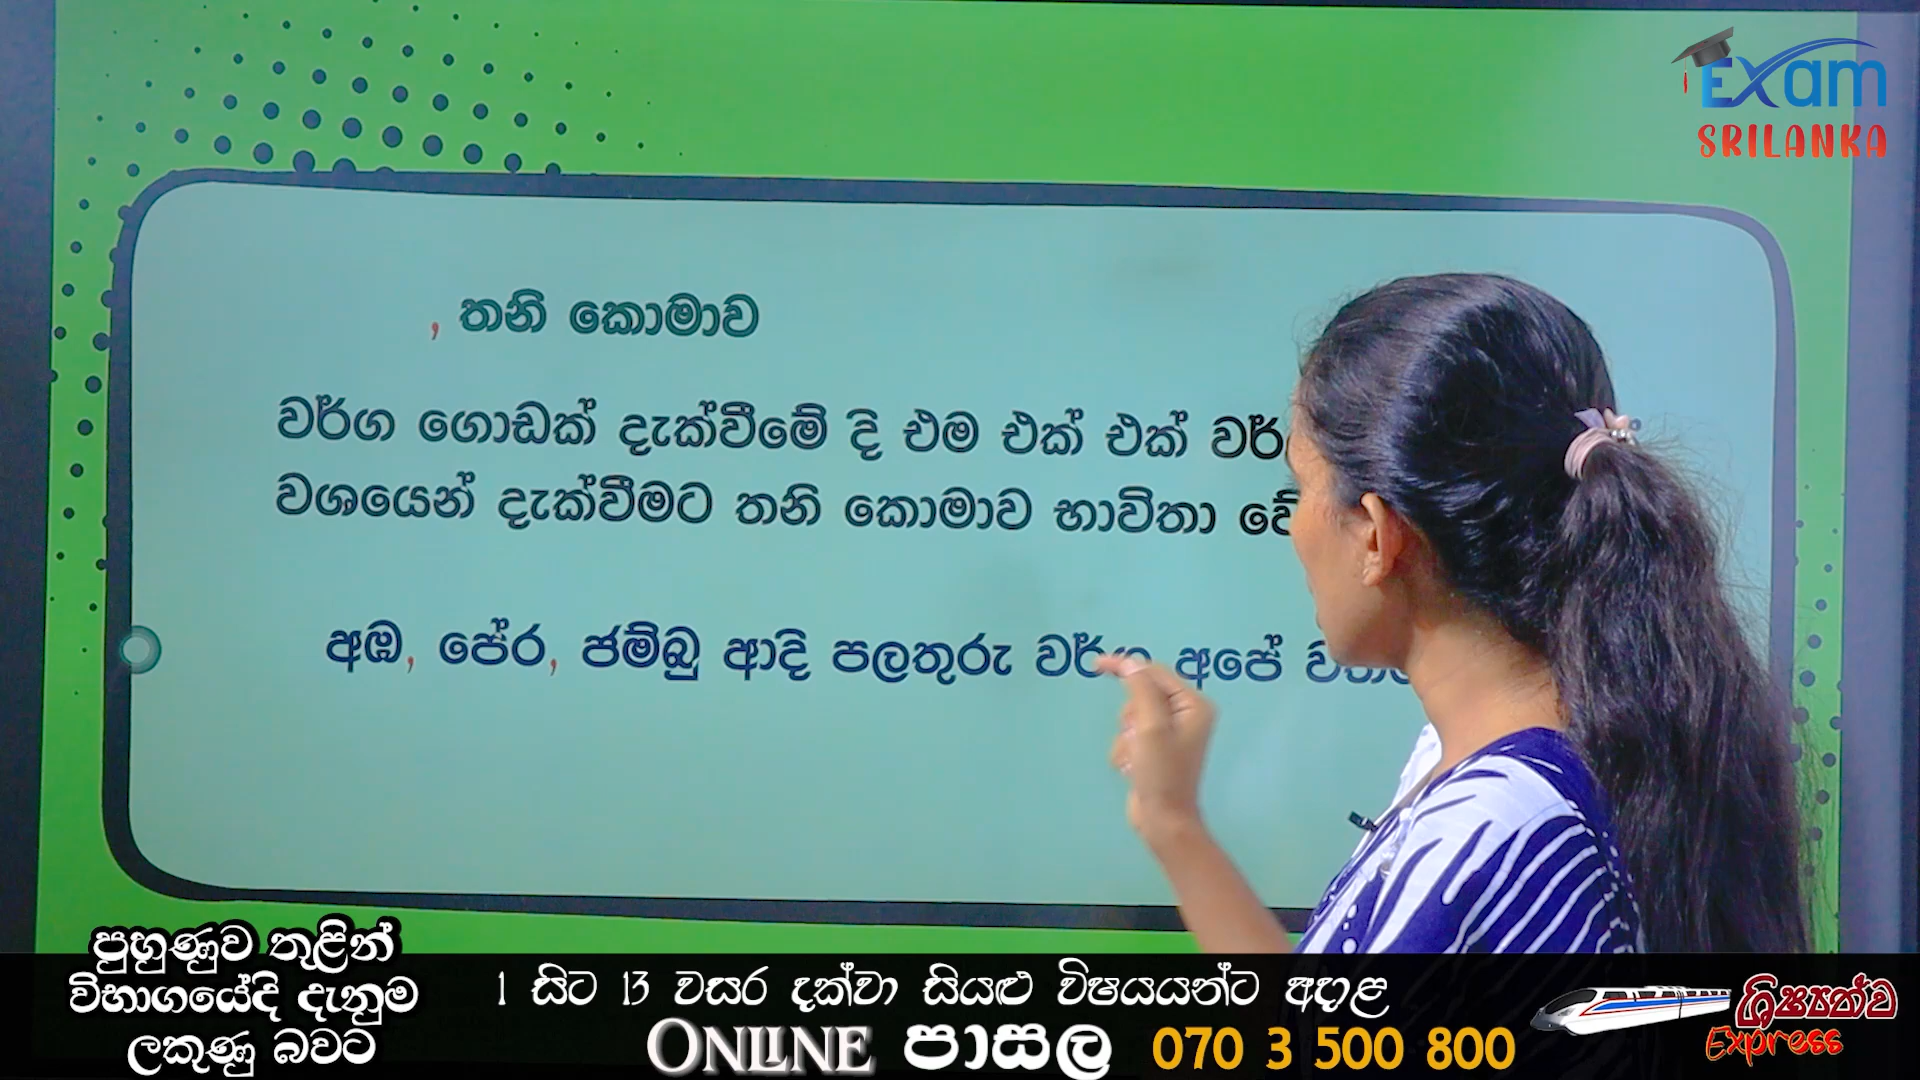 Exam
SRILANKA
, තනි කොමාව
වර්ග ගොඩක් දැක්වීමේ දි එම එක් එක්
වශයෙන් දැක්වීමට තනි කොමාව භාවිතා
අඹ, පේර, ජම්බු ආදි පලතුරු වර්ග අපේ
පුහුණුව තුළින්
විභාගයේදි දැනුම
ලකුණු බවට
1 සිට 13 වසර දක්වා සියළු විෂයයන්ට අදාළ
ONLINE පාසල 070 3 500 800
ශිෂ්‍යත්ව
Express